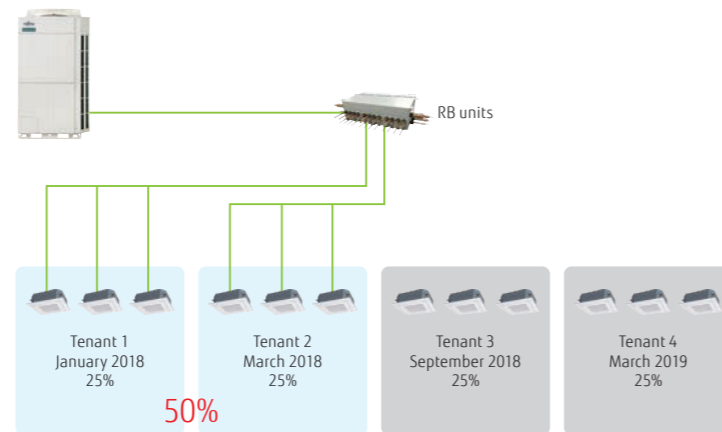 RB units
Tenant 1
January 2018
25%
Tenant 2
March 2018
25%
Tenant 3
September 2018
25%
Tenant 4
March 2019
25%
50%